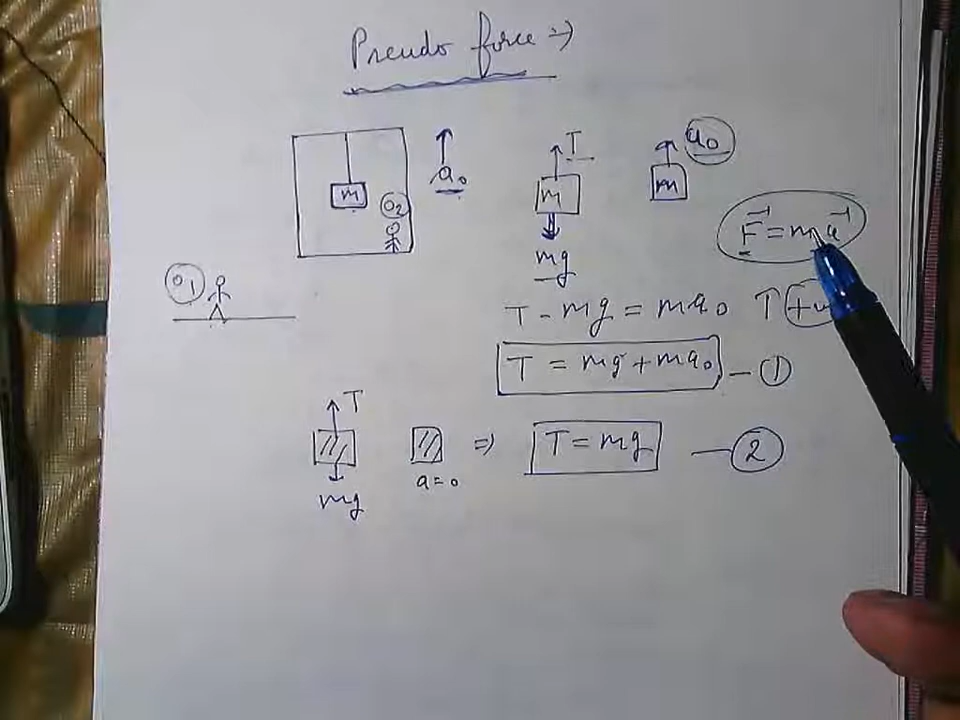 Pseudo force ⇒
m
a₀
O₂
O₁
T
m
mg
a₀
m
F⃗ = ma⃗
T - mg = ma₀ ↑ +
T = mg + ma₀ — ①
T
mg
a = 0
⇒ T = mg — ②